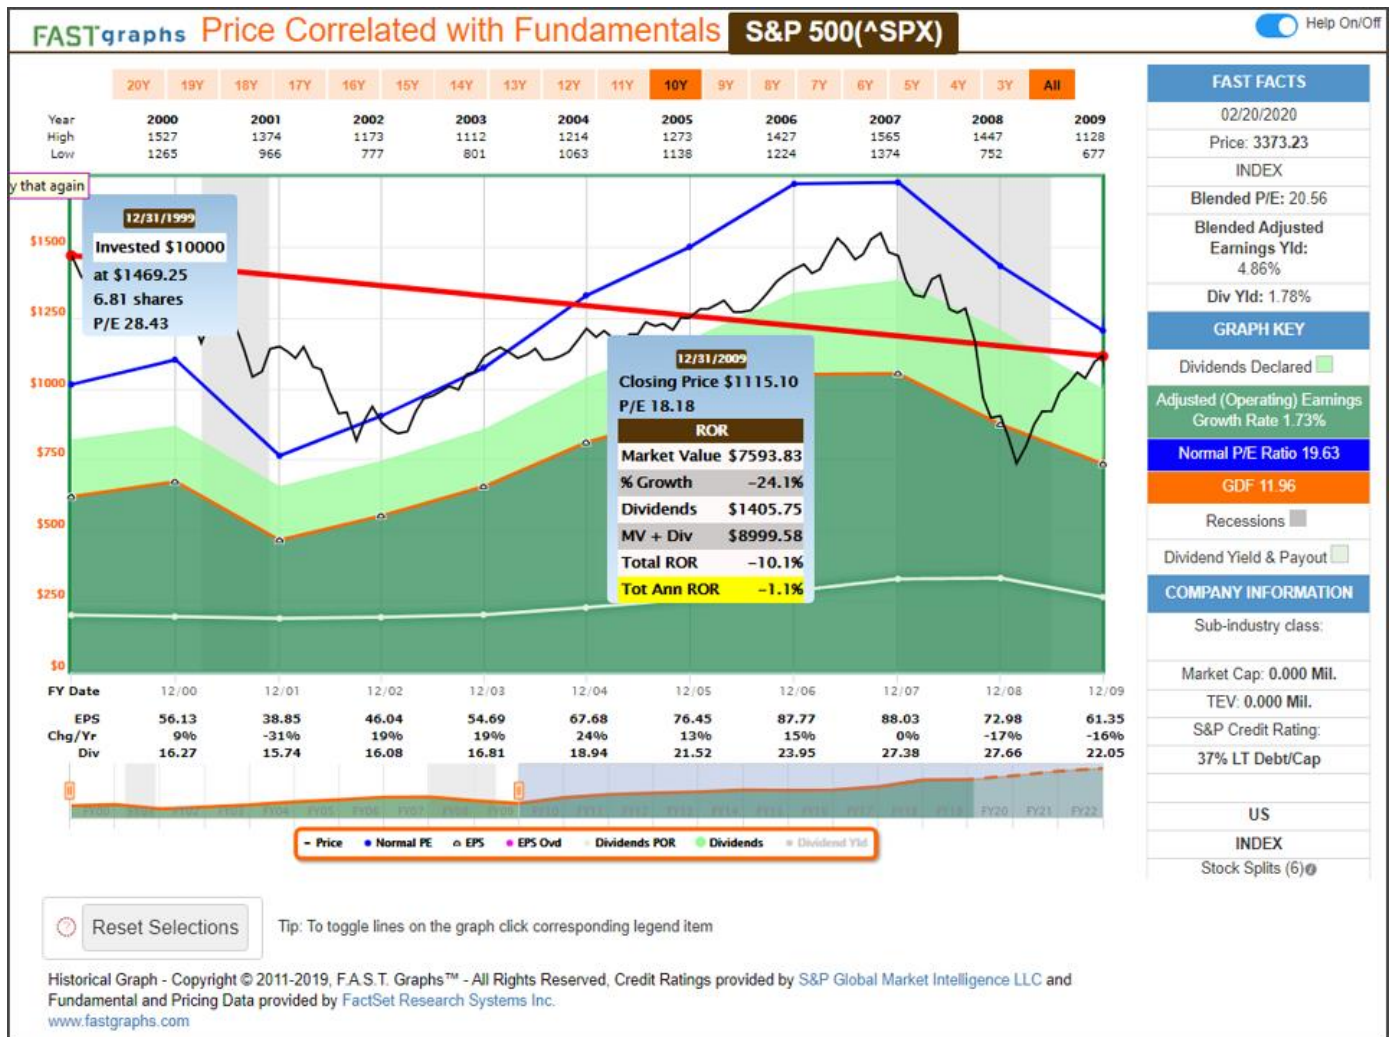 FAST graphs Price Correlated with Fundamentals S&P 500(^SPX)
Help On/Off
20Y 19Y 18Y 17Y 16Y 15Y 14Y 13Y 12Y 11Y 10Y 9Y 8Y 7Y 6Y 5Y 4Y 3Y All
Year 2000 2001 2002 2003 2004 2005 2006 2007 2008 2009
High 1527 1374 1173 1112 1214 1273 1427 1565 1447 1128
Low 1265 966 777 801 1063 1138 1224 1374 752 677
y that again
12/31/1999
Invested $10000
at $1469.25
6.81 shares
P/E 28.43
$1500
$1250
$1000
$750
$500
$250
$0
12/31/2009
Closing Price $1115.10
P/E 18.18
ROR
Market Value $7593.83
% Growth -24.1%
Dividends $1405.75
MV + Div $8999.58
Total ROR -10.1%
Tot Ann ROR -1.1%
FY Date 12/00 12/01 12/02 12/03 12/04 12/05 12/06 12/07 12/08 12/09
EPS 56.13 38.85 46.04 54.69 67.68 76.45 87.77 88.03 72.98 61.35
Chg/Yr 9% -31% 19% 19% 24% 13% 15% 0% -17% -16%
Div 16.27 15.74 16.08 16.81 18.94 21.52 23.95 27.38 27.66 22.05
FY20 FY21 FY22
Price Normal PE EPS EPS Ovd Dividends POR Dividends Dividend Yld
FAST FACTS
02/20/2020
Price: 3373.23
INDEX
Blended P/E: 20.56
Blended Adjusted
Earnings Yld:
4.86%
Div Yld: 1.78%
GRAPH KEY
Dividends Declared
Adjusted (Operating) Earnings
Growth Rate 1.73%
Normal P/E Ratio 19.63
GDF 11.96
Recessions
Dividend Yield & Payout
COMPANY INFORMATION
Sub-industry class:
Market Cap: 0.000 Mil.
TEV: 0.000 Mil.
S&P Credit Rating:
37% LT Debt/Cap
US
INDEX
Stock Splits (6)
Reset Selections
Tip: To toggle lines on the graph click corresponding legend item
Historical Graph - Copyright © 2011-2019, F.A.S.T. Graphs™ - All Rights Reserved, Credit Ratings provided by S&P Global Market Intelligence LLC and
Fundamental and Pricing Data provided by FactSet Research Systems Inc.
www.fastgraphs.com